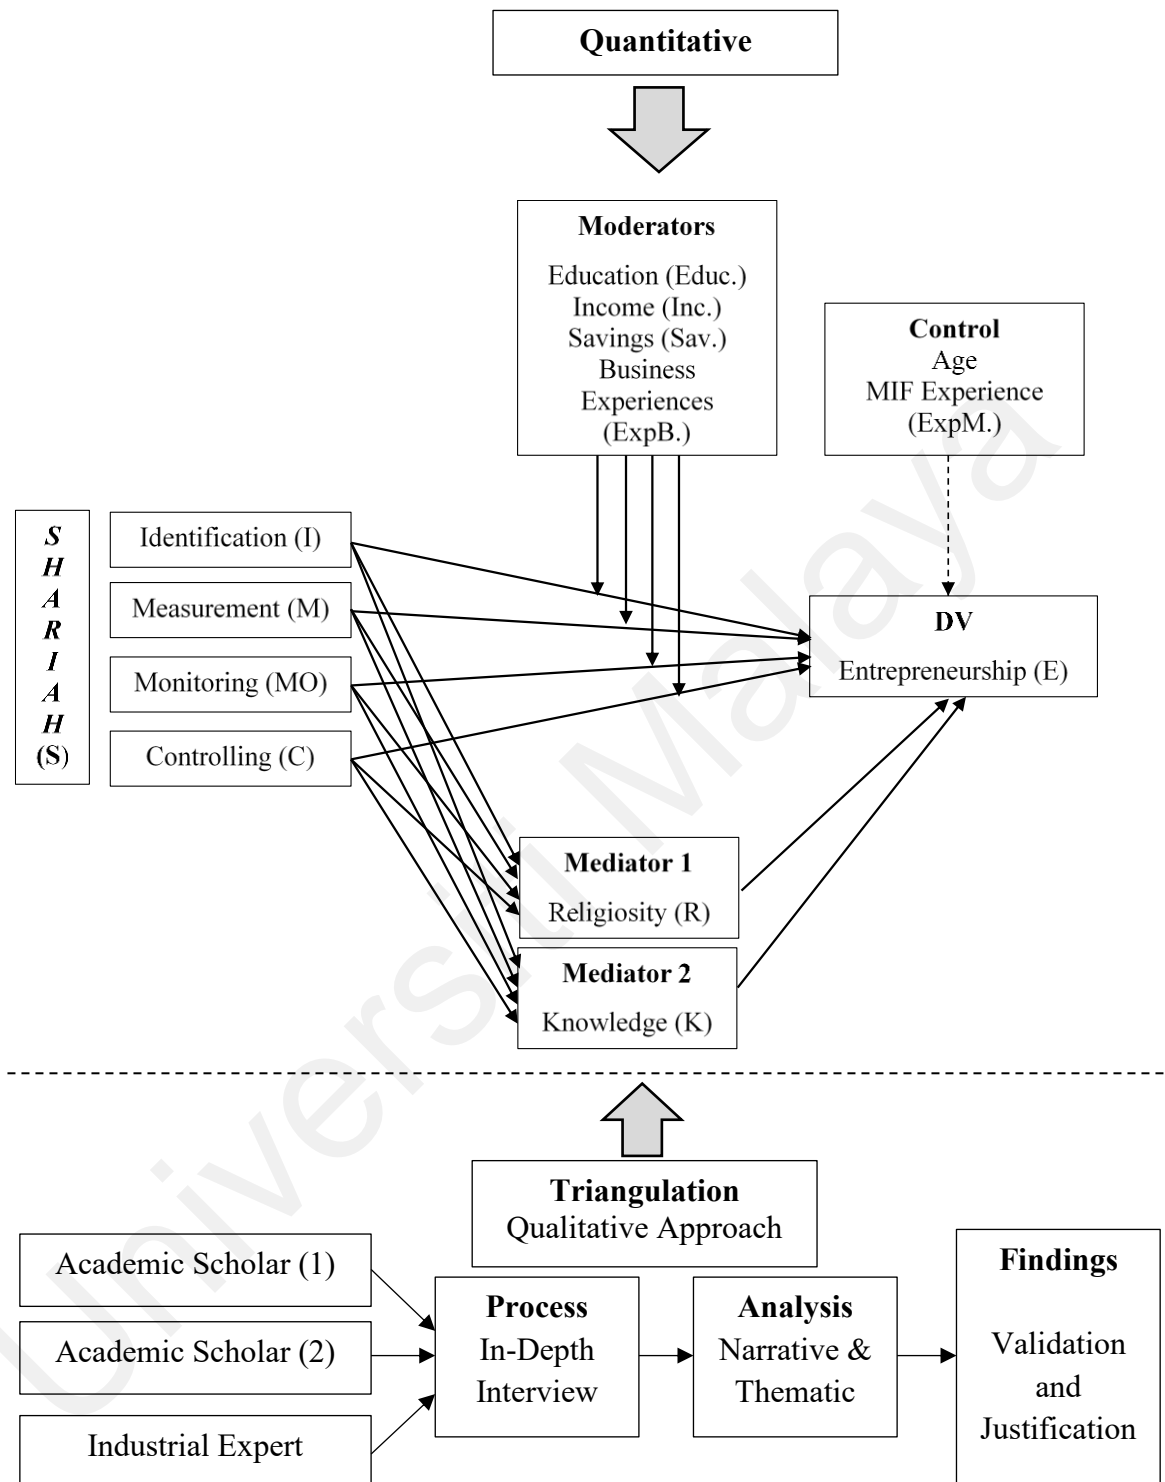 Quantitative
Moderators
Education (Educ.)
Income (Inc.)
Savings (Sav.)
Business
Experiences
(ExpB.)
Control
Age
MIF Experience
(ExpM.)
S
H
A
R
I
A
H
(S)
Identification (I)
Measurement (M)
Monitoring (MO)
Controlling (C)
DV
Entrepreneurship (E)
Mediator 1
Religiosity (R)
Mediator 2
Knowledge (K)
Triangulation
Qualitative Approach
Academic Scholar (1)
Academic Scholar (2)
Industrial Expert
Process
In-Depth
Interview
Analysis
Narrative &
Thematic
Findings
Validation
and
Justification
Universiti Malaya